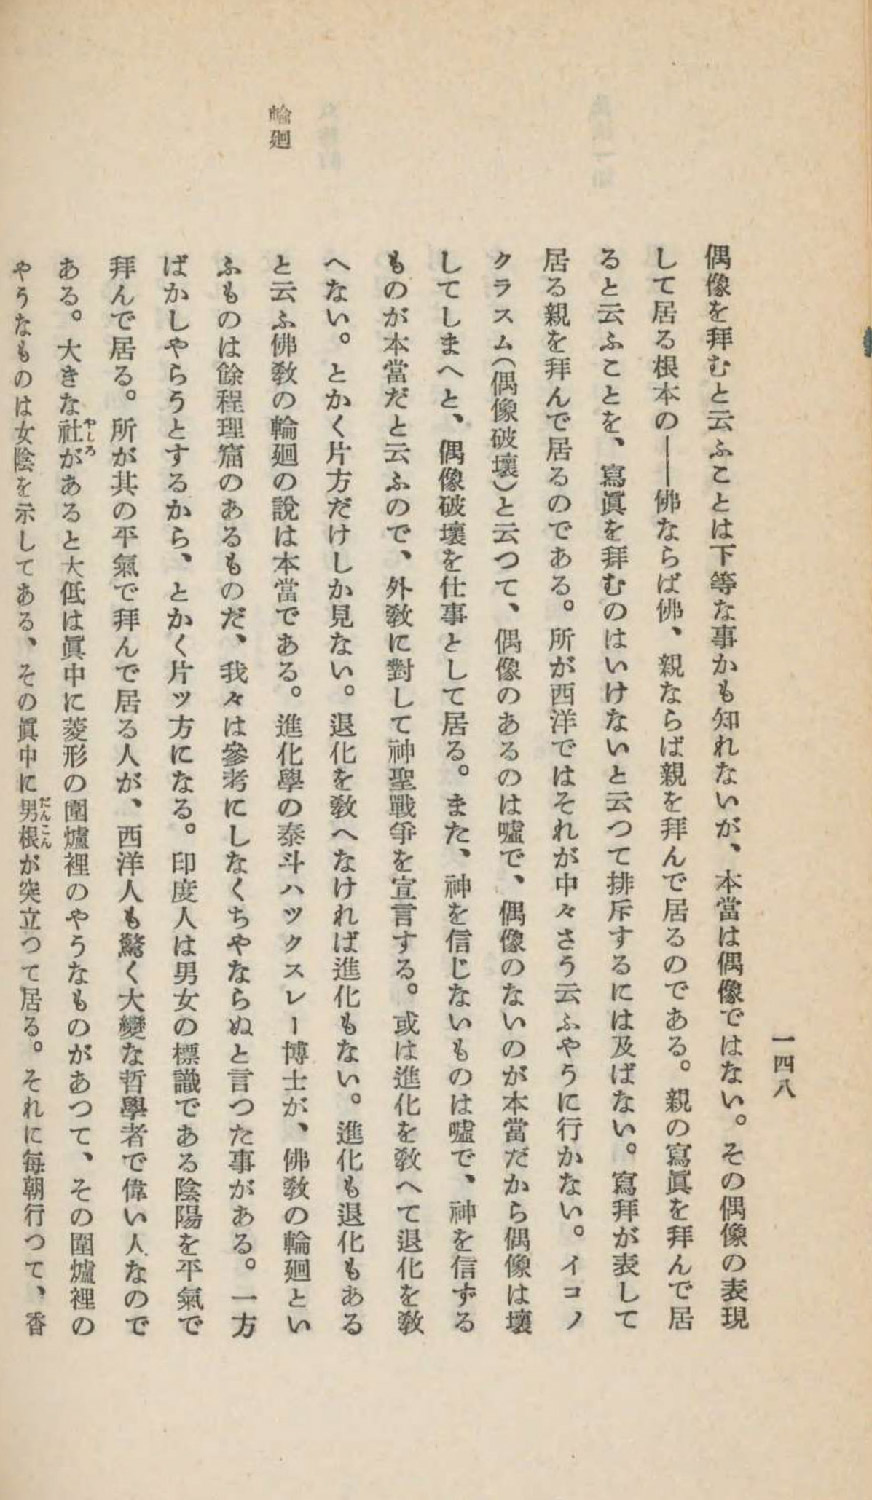 一四八
偶像を拜むと云ふことは下等な事かも知れないが、本當は偶像ではない。その偶像の表現
して居る根本の——佛ならば佛、親ならば親を拜んで居るのである。親の寫眞を拜んで居
ると云ふことを、寫眞を拜むのはいけないと云つて排斥するには及ばない。寫拜が表して
居る親を拜んで居るのである。所が西洋ではそれが中々さう云ふやうに行かない。イコノ
クラスム(偶像破壞)と云つて、偶像のあるのは嘘で、偶像のないのが本當だから偶像は壞
してしまへと、偶像破壞を仕事として居る。また、神を信じないものは嘘で、神を信ずる
ものが本當だと云ふので、外敎に對して神聖戰爭を宣言する。或は進化を敎へて退化を敎
へない。とかく片方だけしか見ない。退化を敎へなければ進化もない。進化も退化もある
輪廻
と云ふ佛敎の輪廻の說は本當である。進化學の泰斗ハツクスレー博士が、佛敎の輪廻とい
ふものは餘程理窟のあるものだ、我々は參考にしなくちやならぬと言つた事がある。一方
ばかしやらうとするから、とかく片ツ方になる。印度人は男女の標識である陰陽を平氣で
拜んで居る。所が其の平氣で拜んで居る人が、西洋人も驚く大變な哲學者で偉い人なので
ある。大きな社やしろがあると大低は眞中に菱形の圍爐裡のやうなものがあつて、その圍爐裡の
やうなものは女陰を示してある、その眞中に男根だんこんが突立つて居る。それに每朝行つて、香